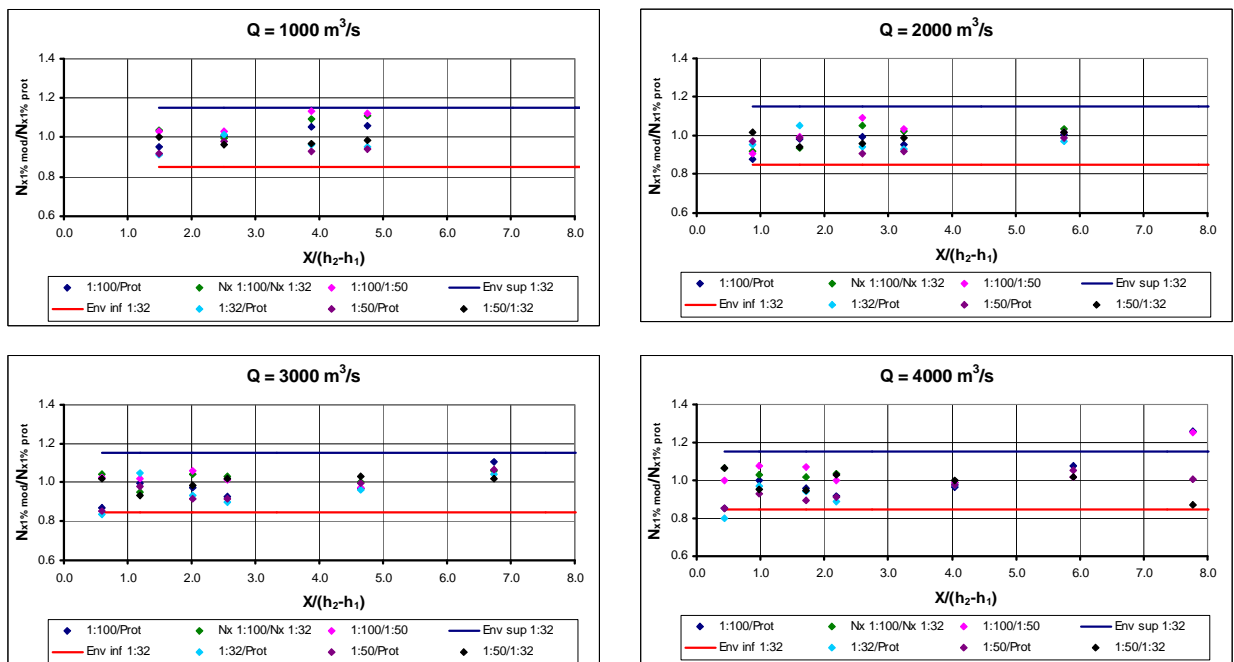 Q = 1000 m³/s
Nx1% mod/Nx1% prot
1.4
1.2
1.0
0.8
0.6
0.0 1.0 2.0 3.0 4.0 5.0 6.0 7.0 8.0
X/(h₂-h₁)
1:100/Prot Nx 1:100/Nx 1:32 1:100/1:50 Env sup 1:32
Env inf 1:32 1:32/Prot 1:50/Prot 1:50/1:32
Q = 2000 m³/s
Nx1% mod/Nx1% prot
1.4
1.2
1.0
0.8
0.6
0.0 1.0 2.0 3.0 4.0 5.0 6.0 7.0 8.0
X/(h₂-h₁)
1:100/Prot Nx 1:100/Nx 1:32 1:100/1:50 Env sup 1:32
Env inf 1:32 1:32/Prot 1:50/Prot 1:50/1:32
Q = 3000 m³/s
Nx1% mod/Nx1% prot
1.4
1.2
1.0
0.8
0.6
0.0 1.0 2.0 3.0 4.0 5.0 6.0 7.0 8.0
X/(h₂-h₁)
1:100/Prot Nx 1:100/Nx 1:32 1:100/1:50 Env sup 1:32
Env inf 1:32 1:32/Prot 1:50/Prot 1:50/1:32
Q = 4000 m³/s
Nx1% mod/Nx1% prot
1.4
1.2
1.0
0.8
0.6
0.0 1.0 2.0 3.0 4.0 5.0 6.0 7.0 8.0
X/(h₂-h₁)
1:100/Prot Nx 1:100/Nx 1:32 1:100/1:50 Env sup 1:32
Env inf 1:32 1:32/Prot 1:50/Prot 1:50/1:32